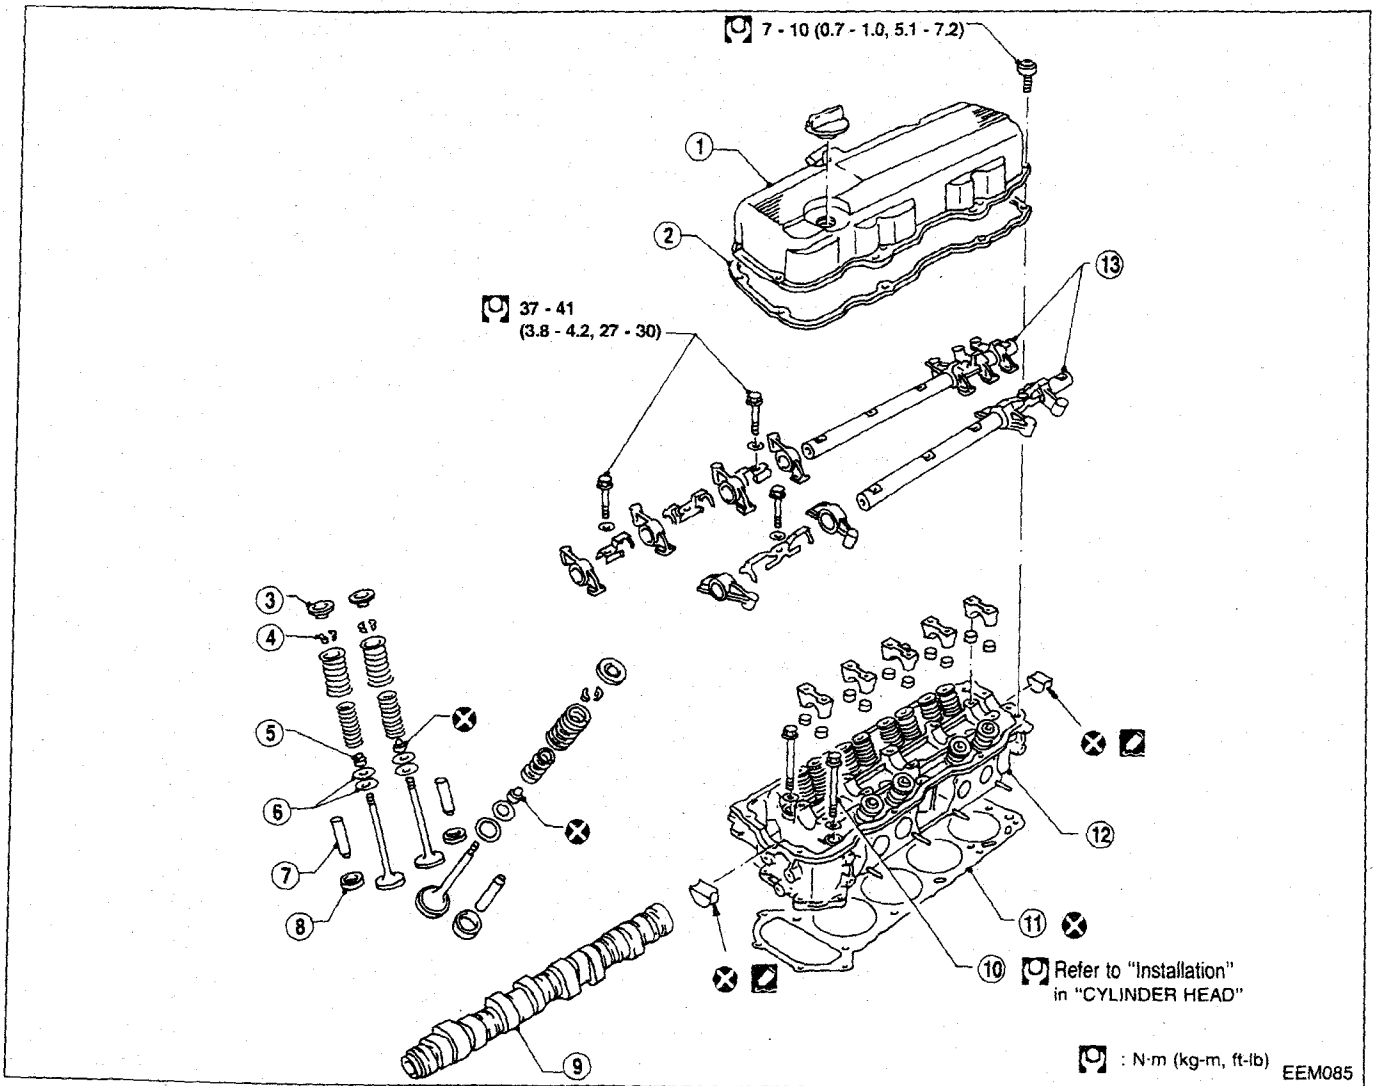 7 - 10 (0.7 - 1.0, 5.1 - 7.2)
1
2
13
37 - 41
(3.8 - 4.2, 27 - 30)
3
4
5
6
7
8
12
11
10
Refer to "Installation"
in "CYLINDER HEAD"
9
: N·m (kg-m, ft-lb)
EEM085